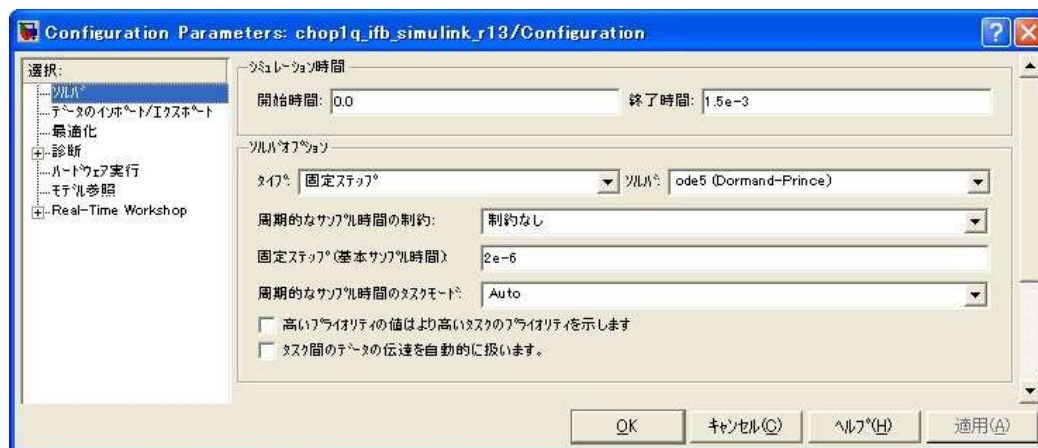 Configuration Parameters: chop1q_ifb_simulink_r13/Configuration
選択:
ソルバ
データのインポート/エクスポート
最適化
診断
ハードウェア実行
モデル参照
Real-Time Workshop
シミュレーション時間
開始時間: 0.0 終了時間: 1.5e-3
ソルバオプション
タイプ: 固定ステップ ソルバ: ode5 (Dormand-Prince)
周期的なサンプル時間の制約: 制約なし
固定ステップ(基本サンプル時間) 2e-6
周期的なサンプル時間のタスクモード: Auto
高いプライオリティの値はより高いタスクのプライオリティを示します
タスク間のデータの伝達を自動的に扱います。
OK キャンセル(C) ヘルプ(H) 適用(A)